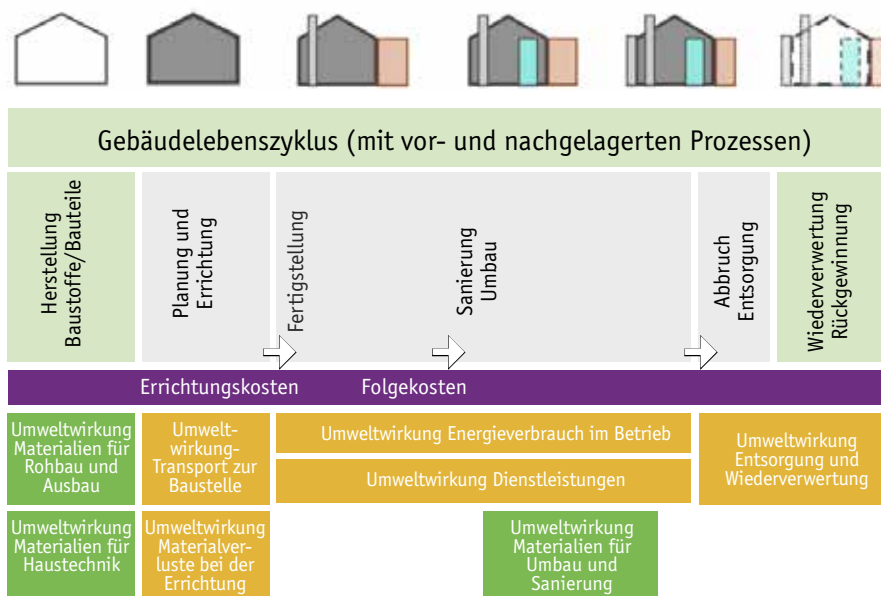 Gebäudelebenszyklus (mit vor- und nachgelagerten Prozessen)
Herstellung
Baustoffe/Bauteile
Planung und
Errichtung
Fertigstellung
Sanierung
Umbau
Abbruch
Entsorgung
Wiederverwertung
Rückgewinnung
Errichtungskosten
Folgekosten
Umweltwirkung
Materialien für
Rohbau und
Ausbau
Umwelt-
wirkung-
Transport zur
Baustelle
Umweltwirkung Energieverbrauch im Betrieb
Umweltwirkung Dienstleistungen
Umweltwirkung
Entsorgung und
Wiederverwertung
Umweltwirkung
Materialien für
Haustechnik
Umweltwirkung
Materialver-
luste bei der
Errichtung
Umweltwirkung
Materialien für
Umbau und
Sanierung